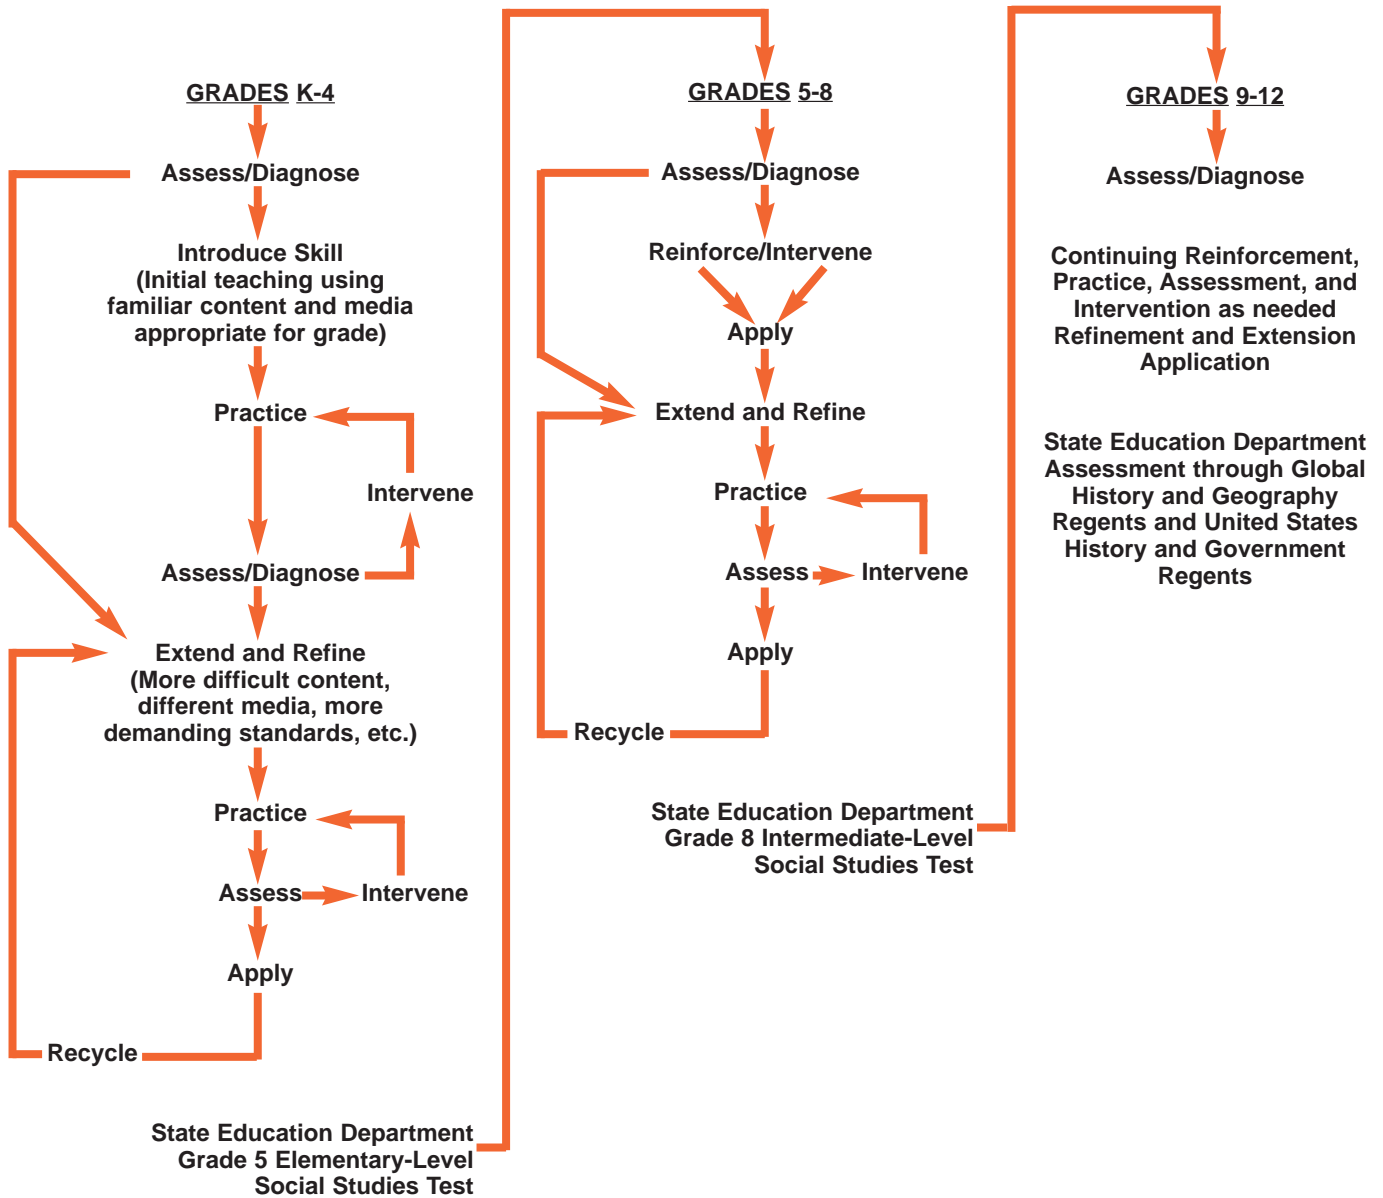 GRADES K-4
Assess/Diagnose
Introduce Skill
(Initial teaching using
familiar content and media
appropriate for grade)
Practice
Intervene
Assess/Diagnose
Extend and Refine
(More difficult content,
different media, more
demanding standards, etc.)
Practice
Assess
Intervene
Apply
Recycle
State Education Department
Grade 5 Elementary-Level
Social Studies Test
GRADES 5-8
Assess/Diagnose
Reinforce/Intervene
Apply
Extend and Refine
Practice
Assess
Intervene
Apply
Recycle
State Education Department
Grade 8 Intermediate-Level
Social Studies Test
GRADES 9-12
Assess/Diagnose
Continuing Reinforcement,
Practice, Assessment, and
Intervention as needed
Refinement and Extension
Application
State Education Department
Assessment through Global
History and Geography
Regents and United States
History and Government
Regents